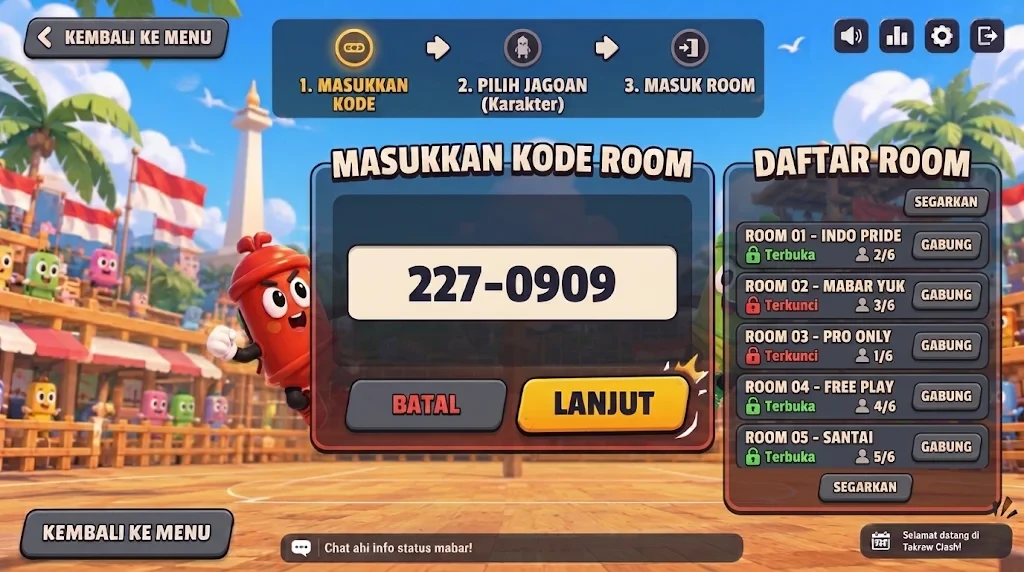 KEMBALI KE MENU
1. MASUKKAN
KODE
2. PILIH JAGOAN
(Karakter)
3. MASUK ROOM
MASUKKAN KODE ROOM
227-0909
BATAL
LANJUT
DAFTAR ROOM
SEGARKAN
ROOM 01 - INDO PRIDE
Terbuka
2/6
GABUNG
ROOM 02 - MABAR YUK
Terkunci
3/6
GABUNG
ROOM 03 - PRO ONLY
Terkunci
1/6
GABUNG
ROOM 04 - FREE PLAY
Terbuka
4/6
GABUNG
ROOM 05 - SANTAI
Terbuka
5/6
GABUNG
SEGARKAN
KEMBALI KE MENU
Chat ahi info status mabar!
Selamat datang di
Takrew Clash!